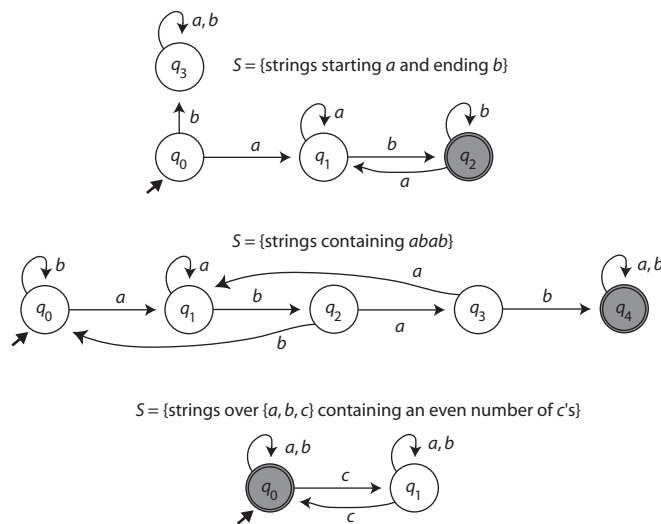 a, b
q3
S = {strings starting a and ending b}
b
a
b
q0
a
q1
b
q2
a
S = {strings containing abab}
b
a
a
a, b
q0
a
q1
b
q2
a
q3
b
q4
b
S = {strings over {a, b, c} containing an even number of c's}
a, b
a, b
q0
c
q1
c